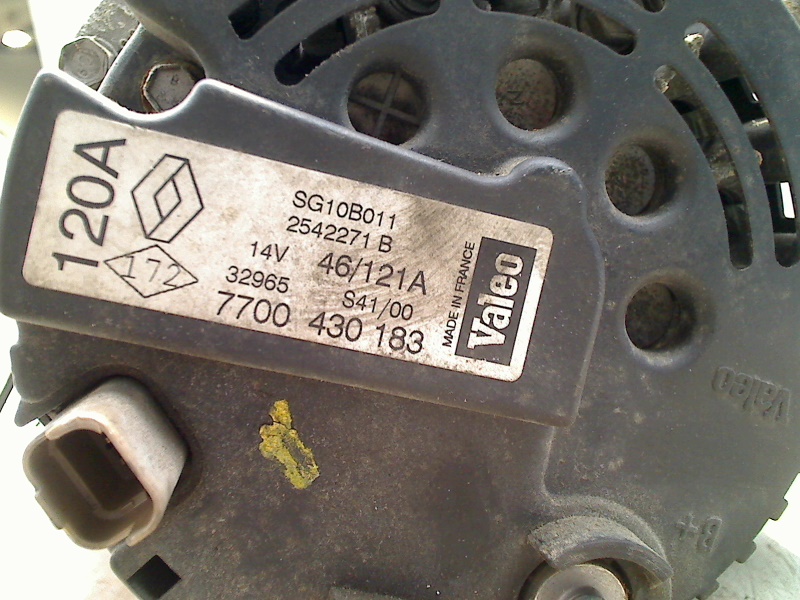 120A
172
SG10B011
2542271 B
14V 46/121A
32965 S41/00
7700 430 183
MADE IN FRANCE
Valeo
Valeo
B+